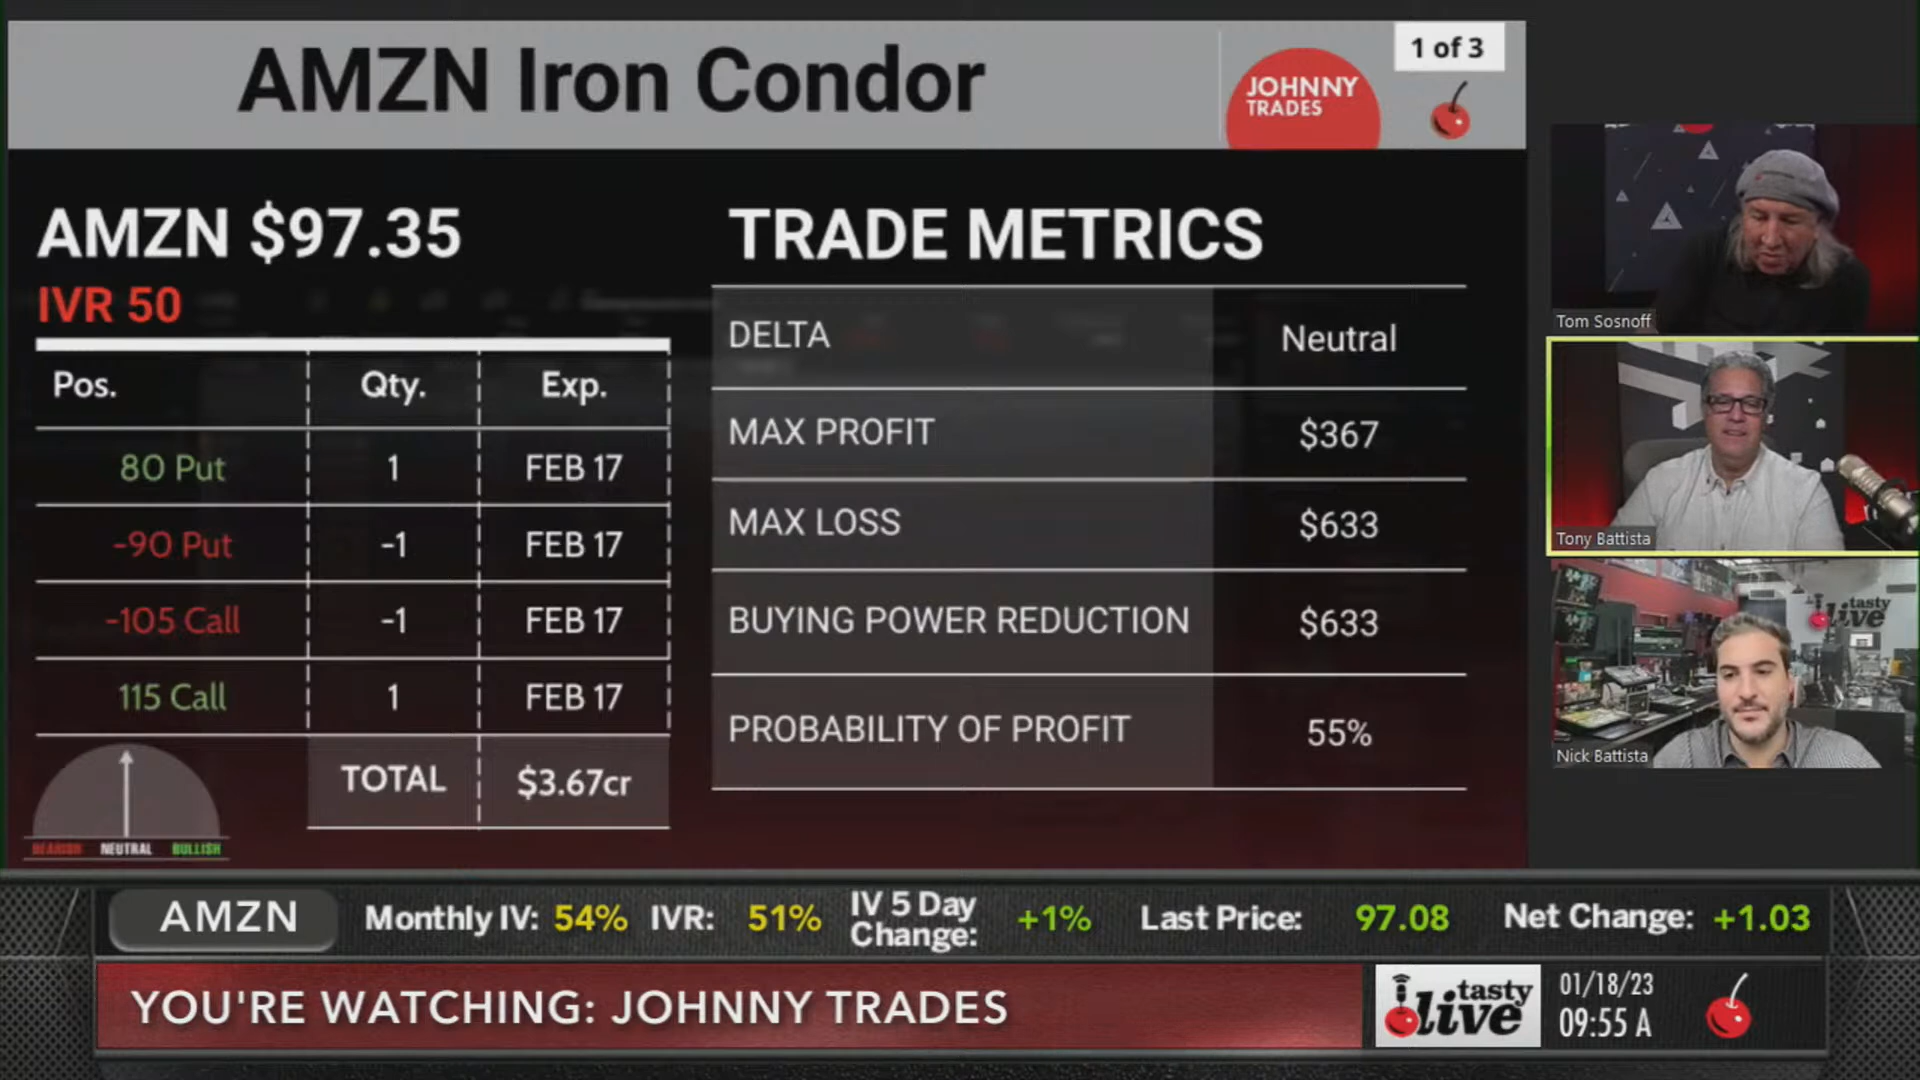 AMZN Iron Condor
JOHNNY
TRADES
1 of 3
AMZN $97.35
IVR 50
Pos. Qty. Exp.
80 Put 1 FEB 17
-90 Put -1 FEB 17
-105 Call -1 FEB 17
115 Call 1 FEB 17
TOTAL $3.67cr
BEARISH NEUTRAL BULLISH
TRADE METRICS
DELTA Neutral
MAX PROFIT $367
MAX LOSS $633
BUYING POWER REDUCTION $633
PROBABILITY OF PROFIT 55%
Tom Sosnoff
Tony Battista
tasty
live
Nick Battista
AMZN Monthly IV: 54% IVR: 51% IV 5 Day Change: +1% Last Price: 97.08 Net Change: +1.03
YOU'RE WATCHING: JOHNNY TRADES
tasty
live
01/18/23
09:55 A